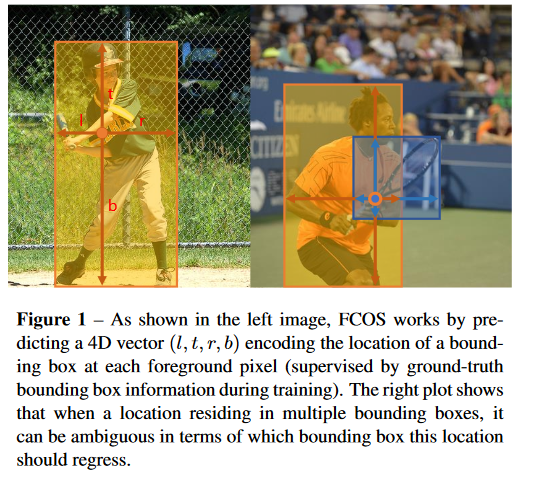 t
l r
b
Emirates Airline
CITIZEN
Figure 1 – As shown in the left image, FCOS works by pre-
dicting a 4D vector (l, t, r, b) encoding the location of a bound-
ing box at each foreground pixel (supervised by ground-truth
bounding box information during training). The right plot shows
that when a location residing in multiple bounding boxes, it
can be ambiguous in terms of which bounding box this location
should regress.